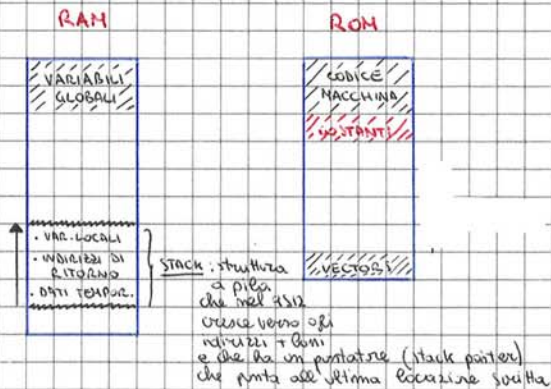 RAM
VARIABILI
GLOBALI
• VAR. LOCALI
• INDIRIZZI DI
RITORNO
• DATI TEMPOR.
STACK: struttura
a pila
che nel 9S12
cresce verso gli
indirizzi + bassi
e che ha un puntatore (stack pointer)
che punta all'ultima locazione scritta
ROM
CODICE
MACCHINA
COSTANTI
VECTORS